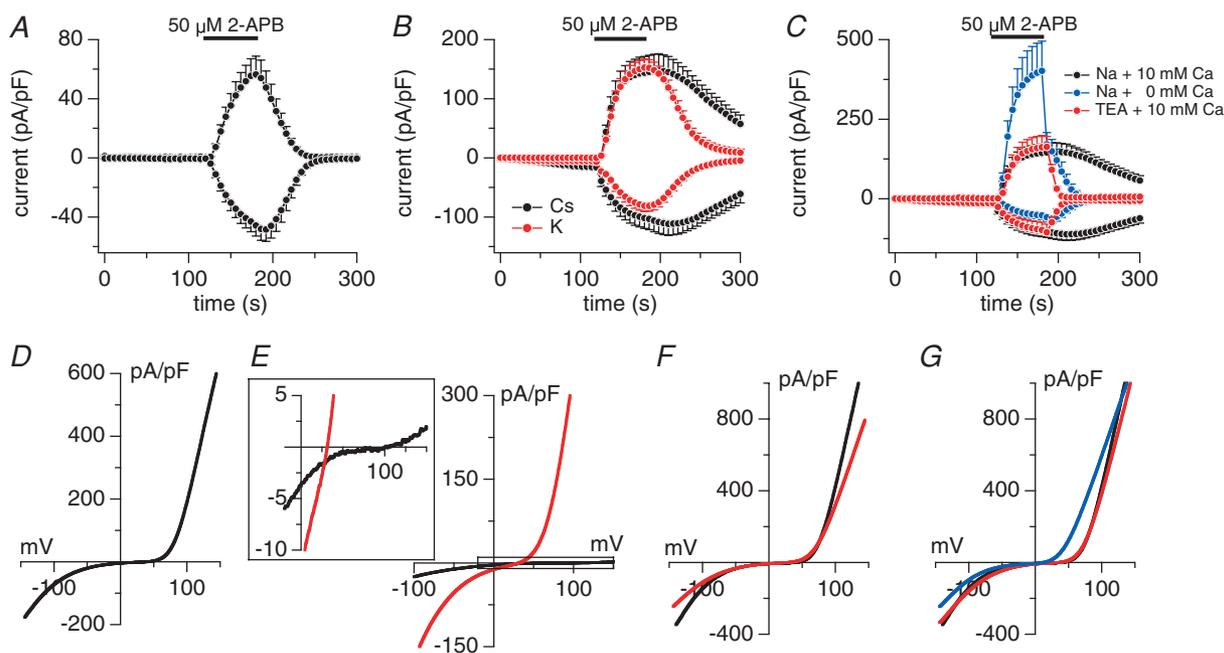 A
50 µM 2-APB
80
40
0
-40
current (pA/pF)
0 100 200 300
time (s)
B
50 µM 2-APB
200
100
0
-100
current (pA/pF)
Cs
K
0 100 200 300
time (s)
C
50 µM 2-APB
500
250
0
current (pA/pF)
Na + 10 mM Ca
Na + 0 mM Ca
TEA + 10 mM Ca
0 100 200 300
time (s)
D
pA/pF
600
400
200
-200
mV
-100 100
E
5
-5
-10
100
pA/pF
300
150
-150
mV
-100 100
F
pA/pF
800
400
-400
mV
-100 100
G
pA/pF
800
400
-400
mV
-100 100